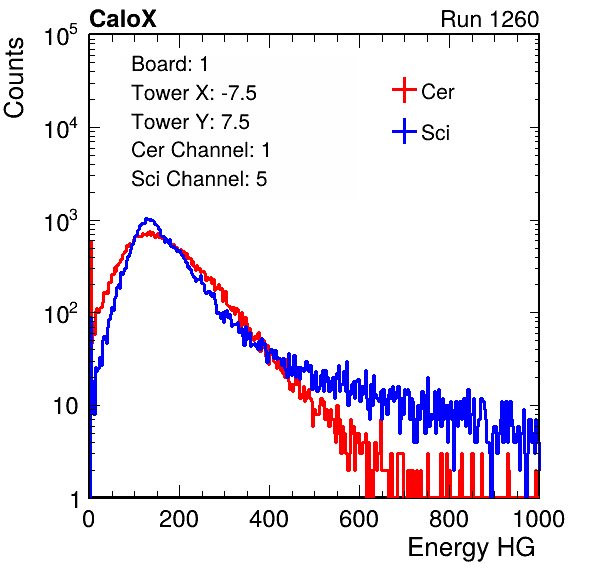 CaloX Run 1260
Counts
Board: 1
Tower X: -7.5
Tower Y: 7.5
Cer Channel: 1
Sci Channel: 5
Cer
Sci
10^5
10^4
10^3
10^2
10
1
0 200 400 600 800 1000
Energy HG